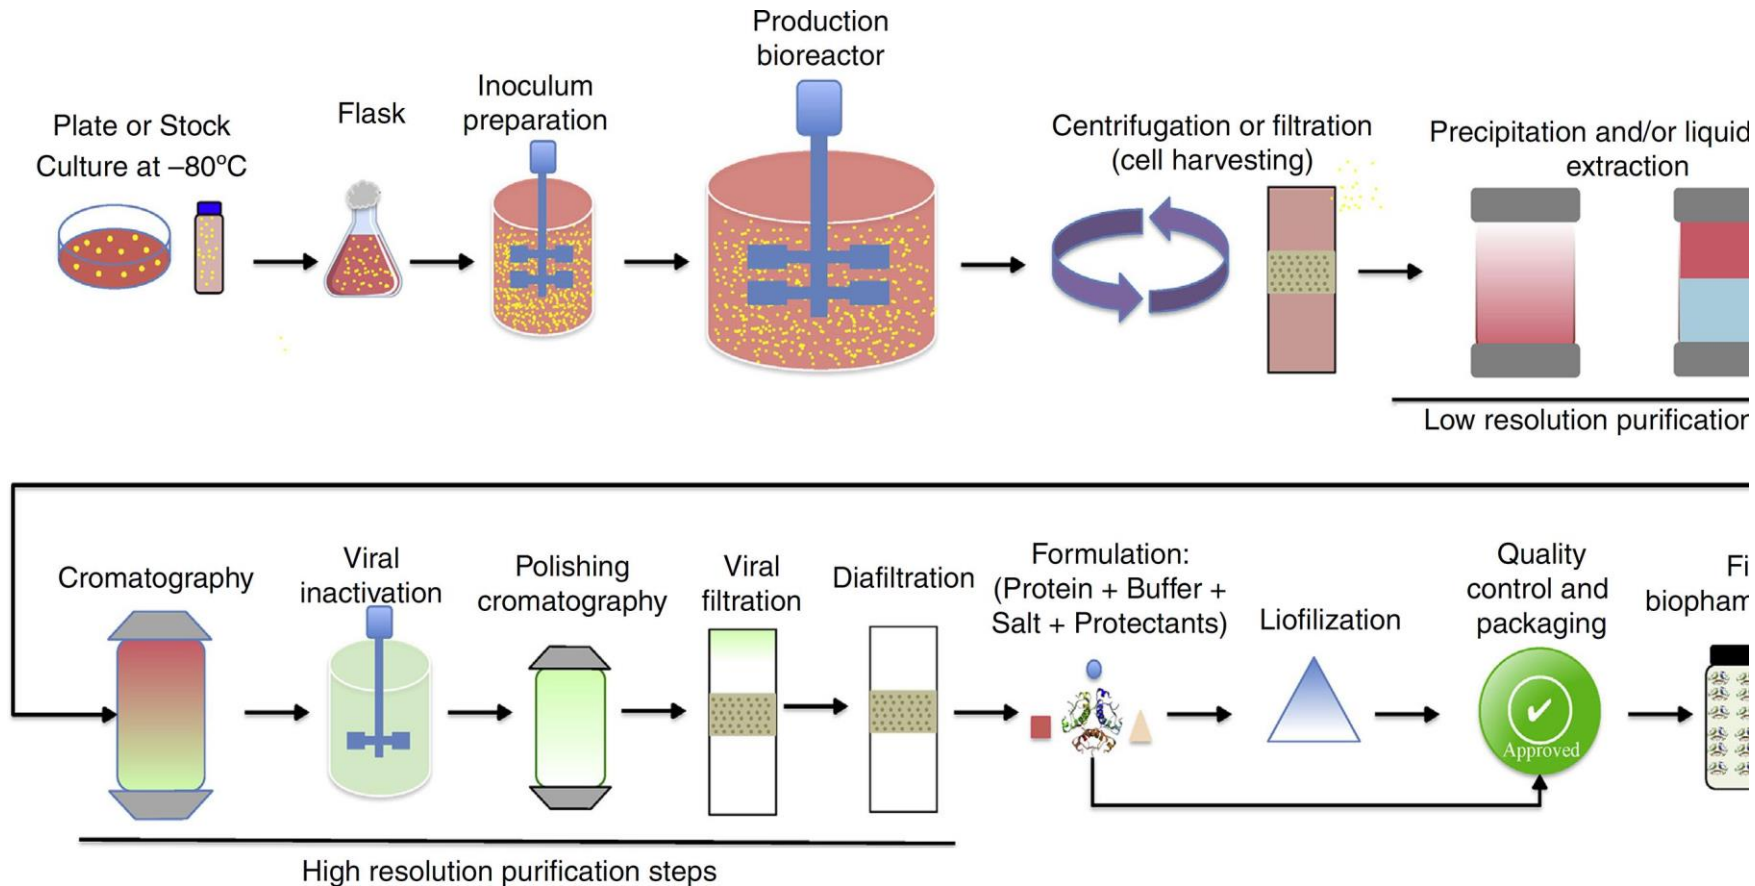 Plate or Stock
Culture at –80ºC
Flask
Inoculum
preparation
Production
bioreactor
Centrifugation or filtration
(cell harvesting)
Precipitation and/or liquid
extraction
Low resolution purification
Cromatography
Viral
inactivation
Polishing
cromatography
Viral
filtration
Diafiltration
Formulation:
(Protein + Buffer +
Salt + Protectants)
Liofilization
Quality
control and
packaging
Approved
High resolution purification steps